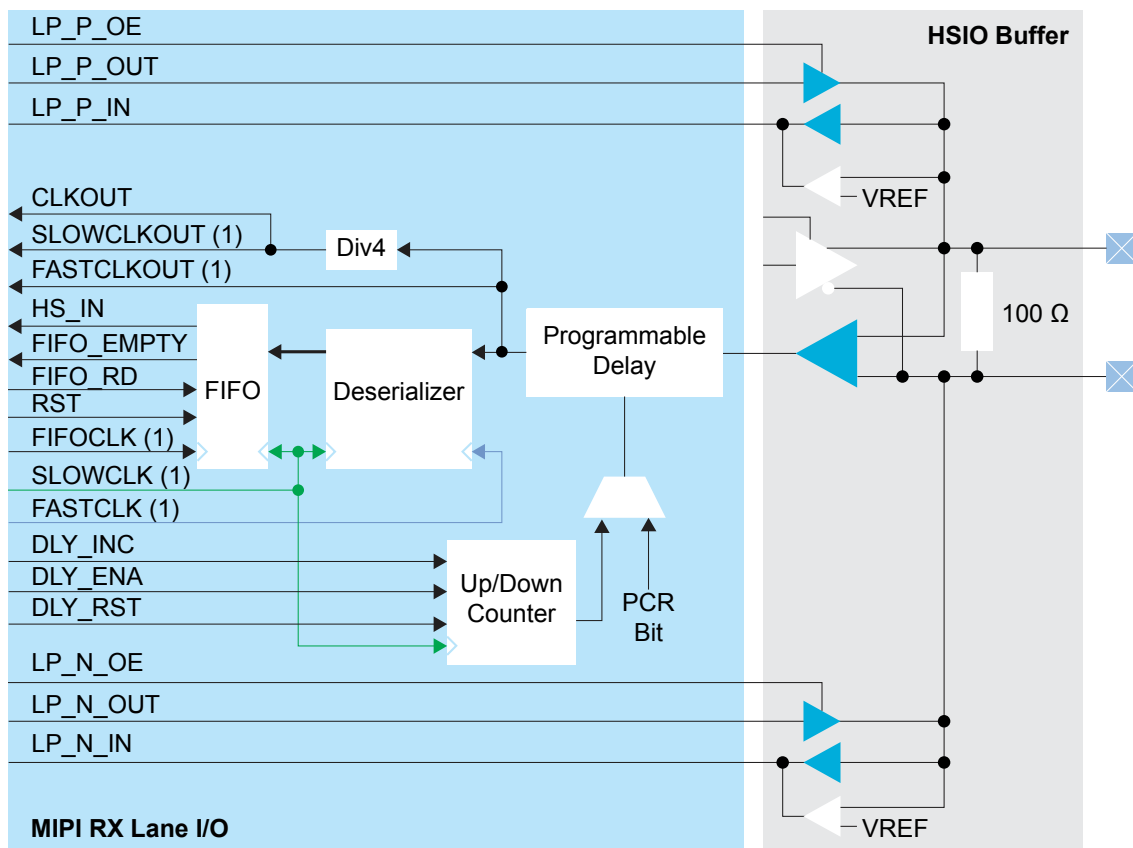 LP_P_OE
HSIO Buffer
LP_P_OUT
LP_P_IN
VREF
CLKOUT
SLOWCLKOUT (1)
Div4
FASTCLKOUT (1)
HS_IN
100 Ω
Programmable
Delay
FIFO_EMPTY
FIFO_RD
FIFO
Deserializer
RST
FIFOCLK (1)
SLOWCLK (1)
FASTCLK (1)
DLY_INC
DLY_ENA
DLY_RST
Up/Down
Counter
PCR
Bit
LP_N_OE
LP_N_OUT
LP_N_IN
MIPI RX Lane I/O
VREF